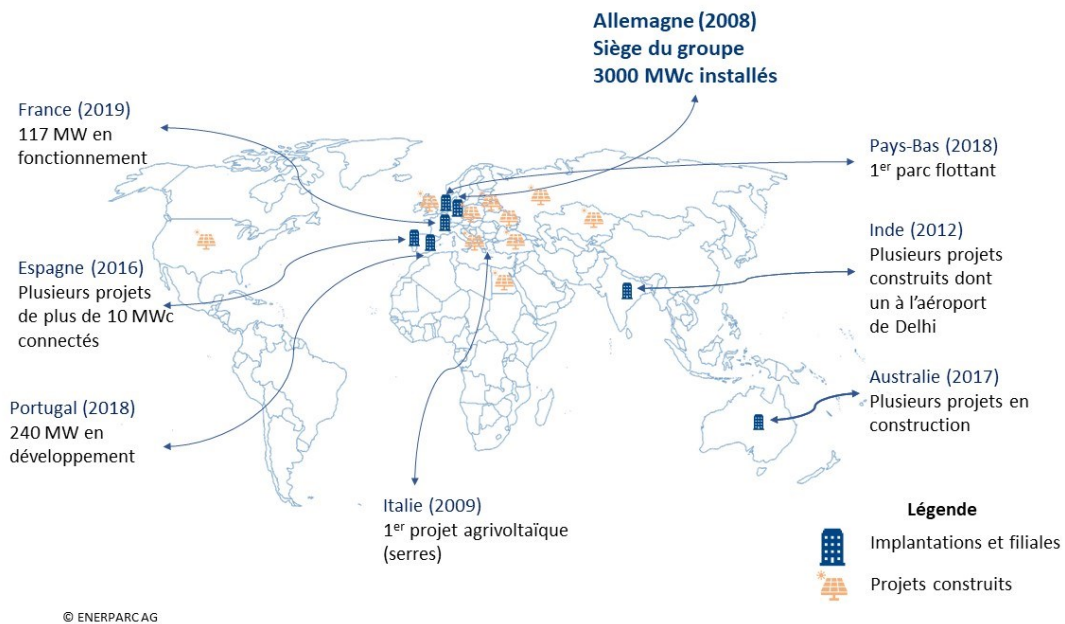 Allemagne (2008)
Siège du groupe
3000 MWc installés
France (2019)
117 MW en
fonctionnement
Pays-Bas (2018)
1er parc flottant
Inde (2012)
Plusieurs projets
construits dont
un à l’aéroport
de Delhi
Espagne (2016)
Plusieurs projets
de plus de 10 MWc
connectés
Australie (2017)
Plusieurs projets en
construction
Portugal (2018)
240 MW en
développement
Italie (2009)
1er projet agrivoltaïque
(serres)
Légende
Implantations et filiales
Projets construits
© ENERPARC AG